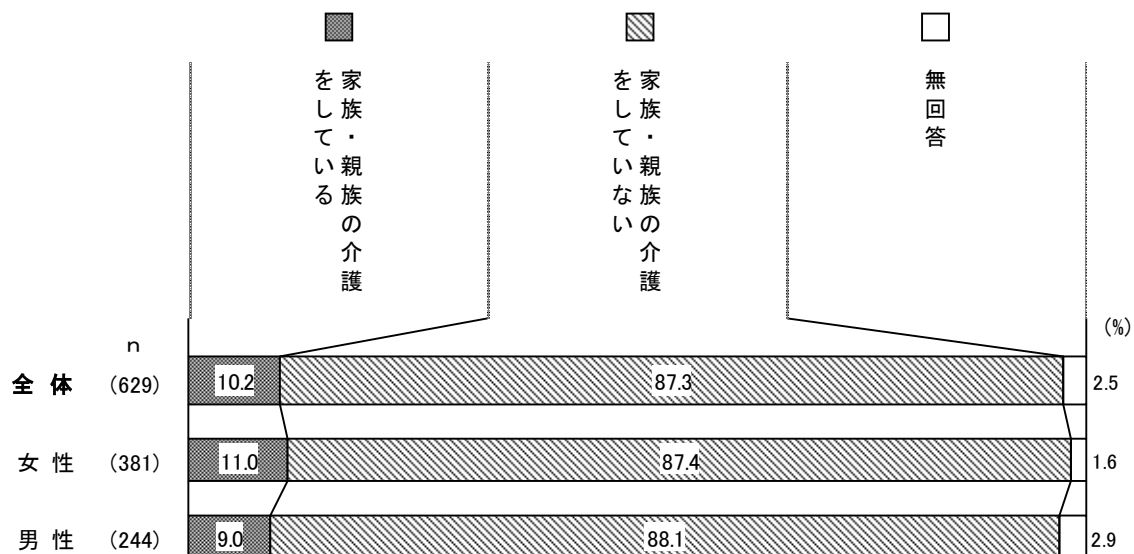 家族・親族の介護
をしている
家族・親族の介護
をしていない
無回答
(%)
n
全体 (629) 10.2 87.3 2.5
女性 (381) 11.0 87.4 1.6
男性 (244) 9.0 88.1 2.9